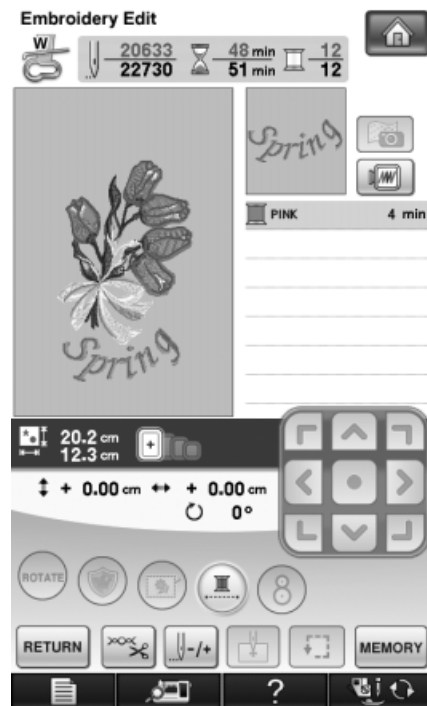 Embroidery Edit
W
20633 48 min 12
22730 51 min 12
Spring
PINK 4 min
Spring
20.2 cm
12.3 cm
+ 0.00 cm + 0.00 cm
0°
ROTATE
8
RETURN -/+ MEMORY
?